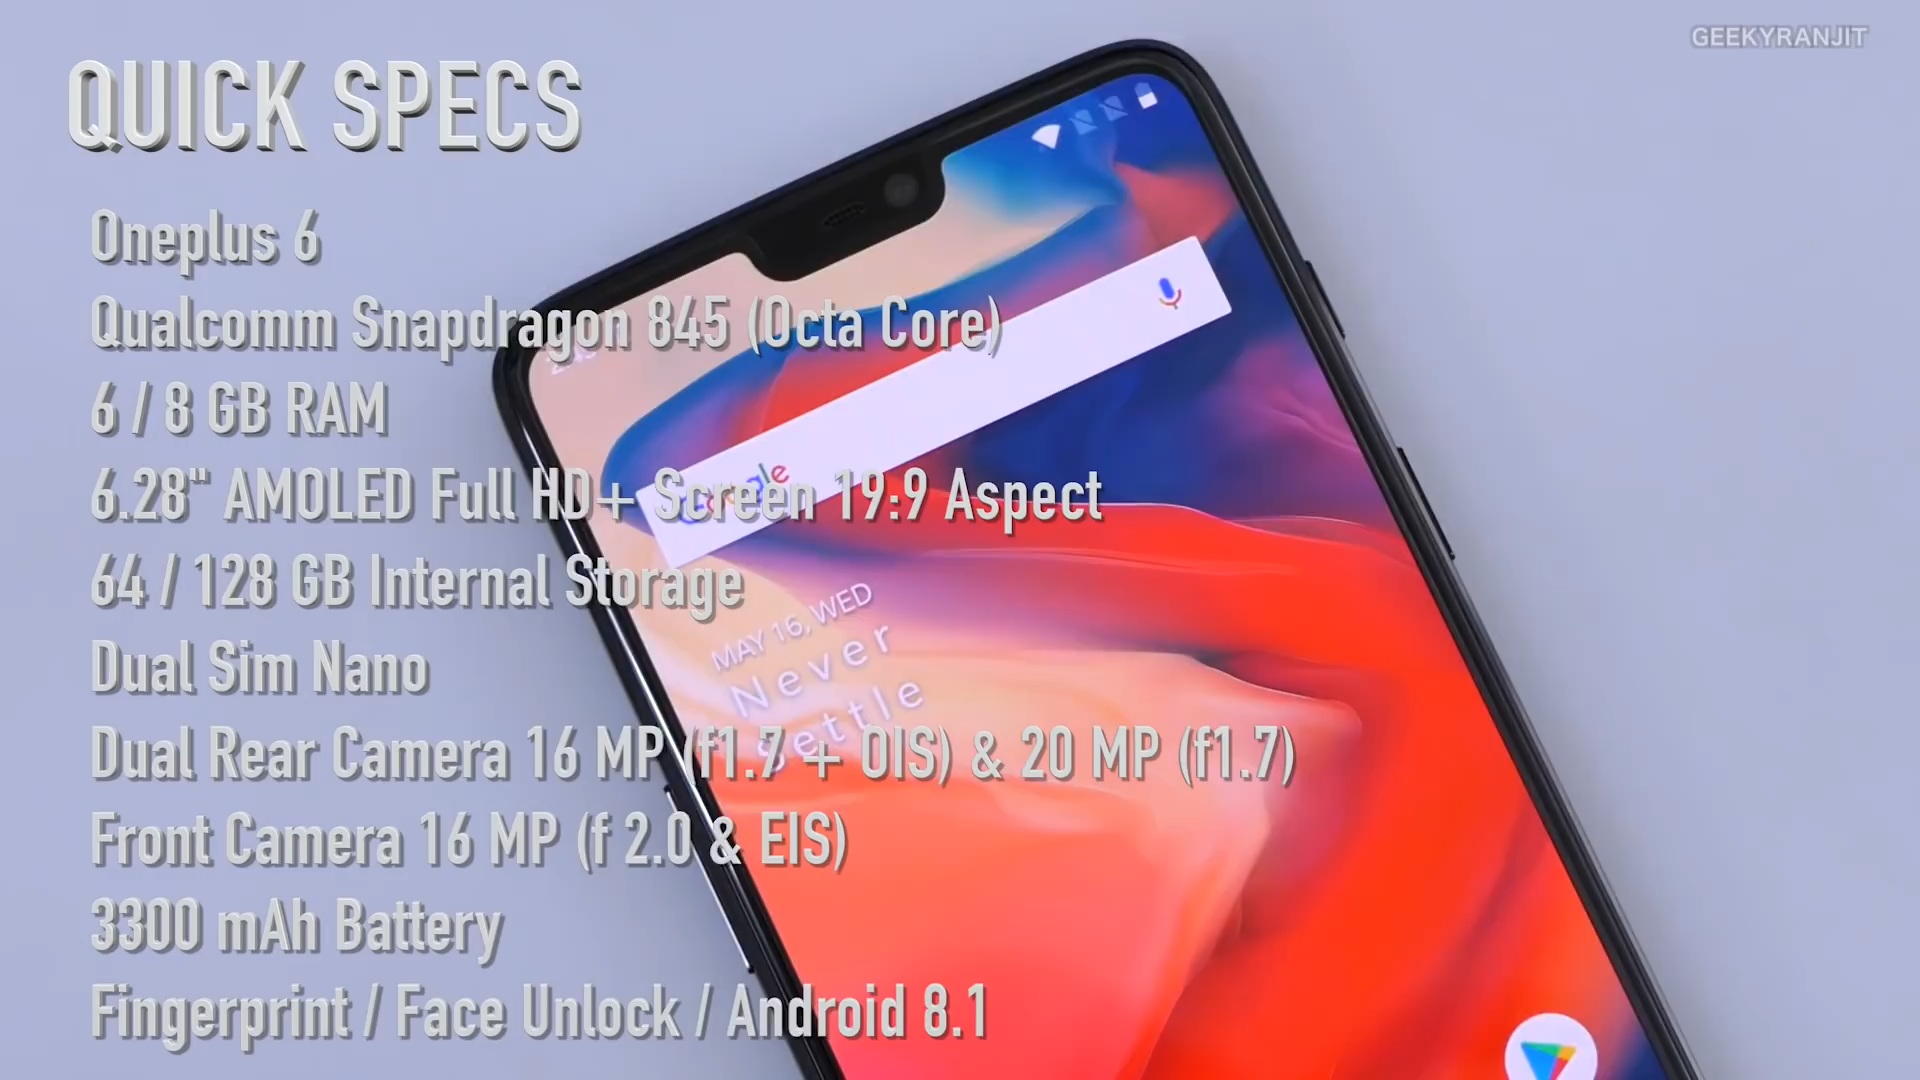 GEEKYRANJIT
QUICK SPECS
Oneplus 6
Qualcomm Snapdragon 845 (Octa Core)
6 / 8 GB RAM
6.28" AMOLED Full HD+ Screen 19:9 Aspect
64 / 128 GB Internal Storage
Dual Sim Nano
Dual Rear Camera 16 MP (f1.7 + OIS) & 20 MP (f1.7)
Front Camera 16 MP (f 2.0 & EIS)
3300 mAh Battery
Fingerprint / Face Unlock / Android 8.1
Google
MAY 16, WED
Never
Settle